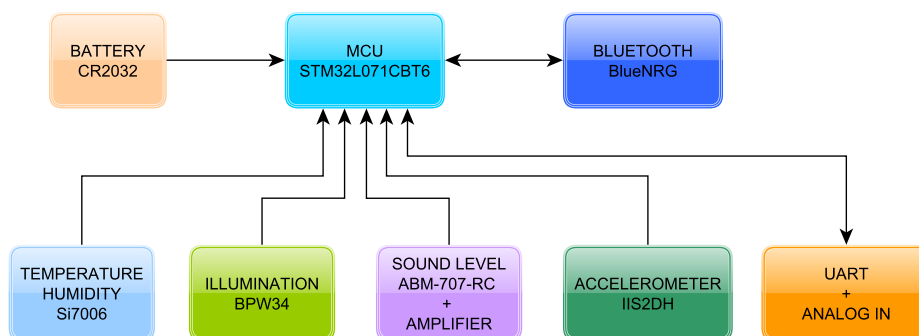 BATTERY
CR2032
MCU
STM32L071CBT6
BLUETOOTH
BlueNRG
TEMPERATURE
HUMIDITY
Si7006
ILLUMINATION
BPW34
SOUND LEVEL
ABM-707-RC
+
AMPLIFIER
ACCELEROMETER
IIS2DH
UART
+
ANALOG IN